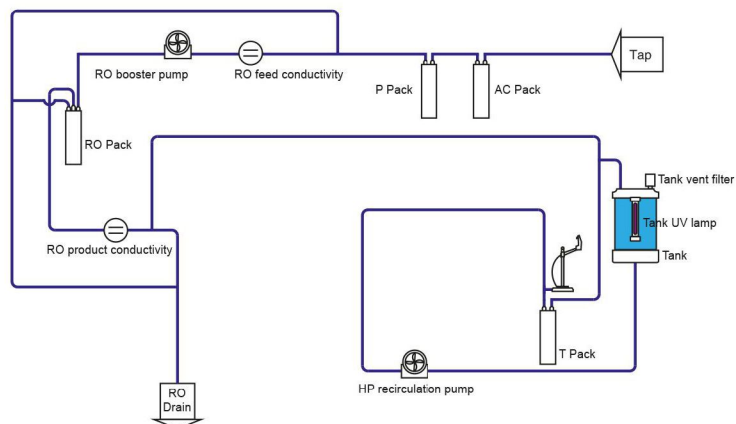 RO booster pump
RO feed conductivity
P Pack
AC Pack
Tap
RO Pack
Tank vent filter
Tank UV lamp
RO product conductivity
Tank
T Pack
HP recirculation pump
RO
Drain